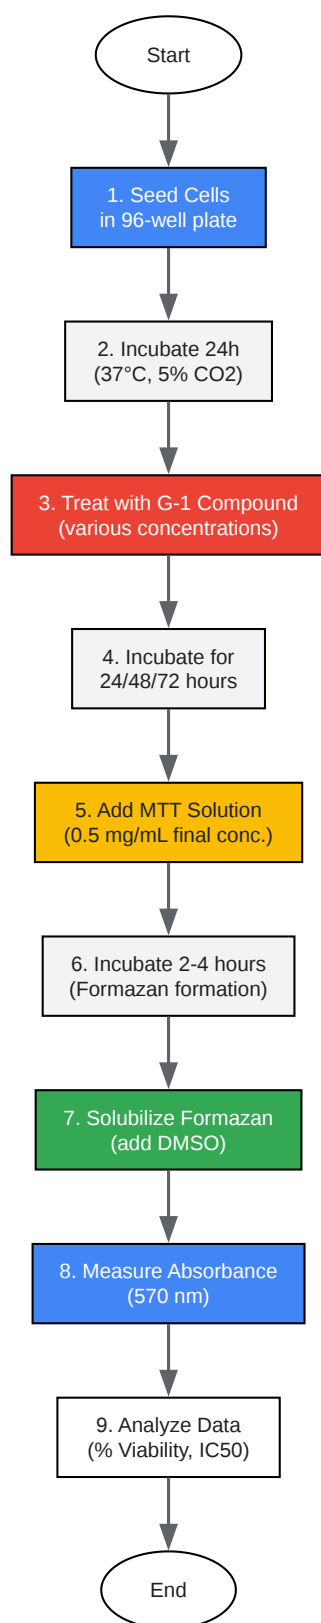 Start
1. Seed Cells
in 96-well plate
2. Incubate 24h
(37°C, 5% CO2)
3. Treat with G-1 Compound
(various concentrations)
4. Incubate for
24/48/72 hours
5. Add MTT Solution
(0.5 mg/mL final conc.)
6. Incubate 2-4 hours
(Formazan formation)
7. Solubilize Formazan
(add DMSO)
8. Measure Absorbance
(570 nm)
9. Analyze Data
(% Viability, IC50)
End